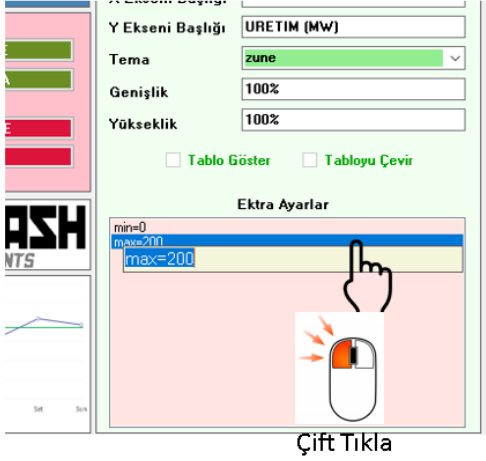 Y Ekseni Başlığı URETIM (MW)
Tema zune
Genişlik 100%
Yükseklik 100%
Tablo Göster Tabloyu Çevir
Ektra Ayarlar
min=0
max=200
max=200
Çift Tıkla